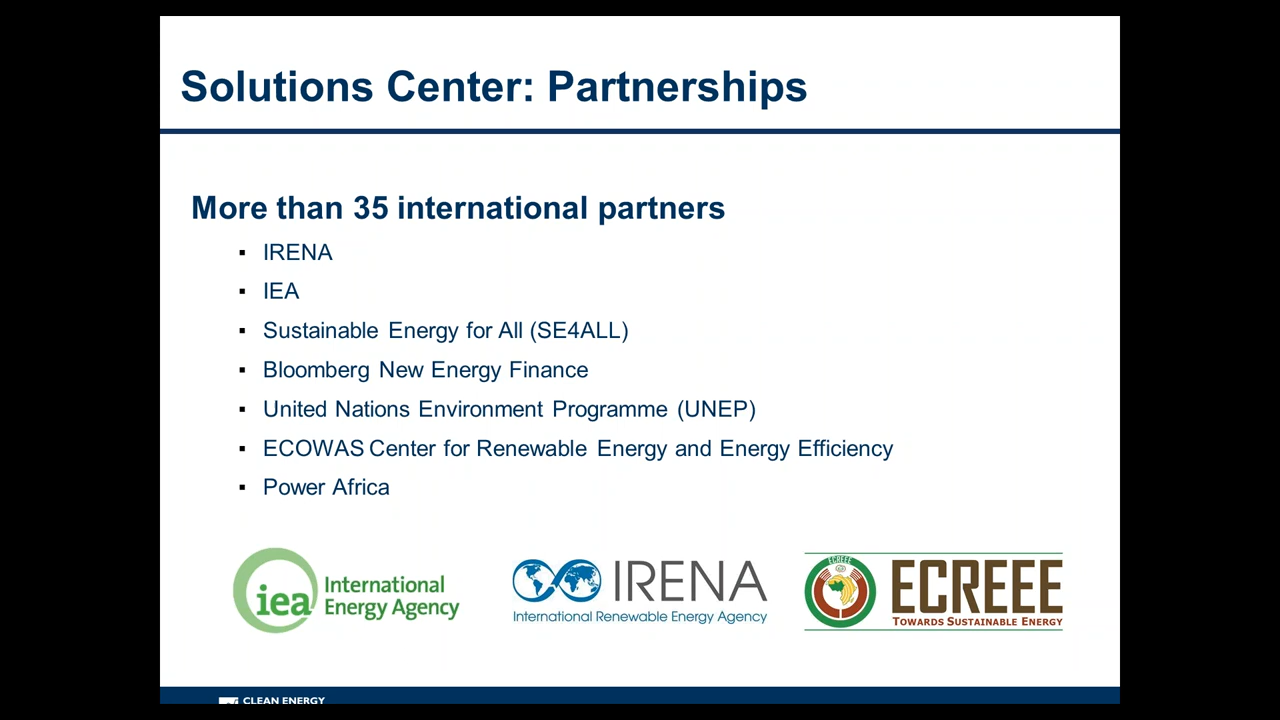 Solutions Center: Partnerships
More than 35 international partners
▪ IRENA
▪ IEA
▪ Sustainable Energy for All (SE4ALL)
▪ Bloomberg New Energy Finance
▪ United Nations Environment Programme (UNEP)
▪ ECOWAS Center for Renewable Energy and Energy Efficiency
▪ Power Africa
iea International
Energy Agency
IRENA
International Renewable Energy Agency
ECREEE
ECREEE
TOWARDS SUSTAINABLE ENERGY
CLEAN ENERGY